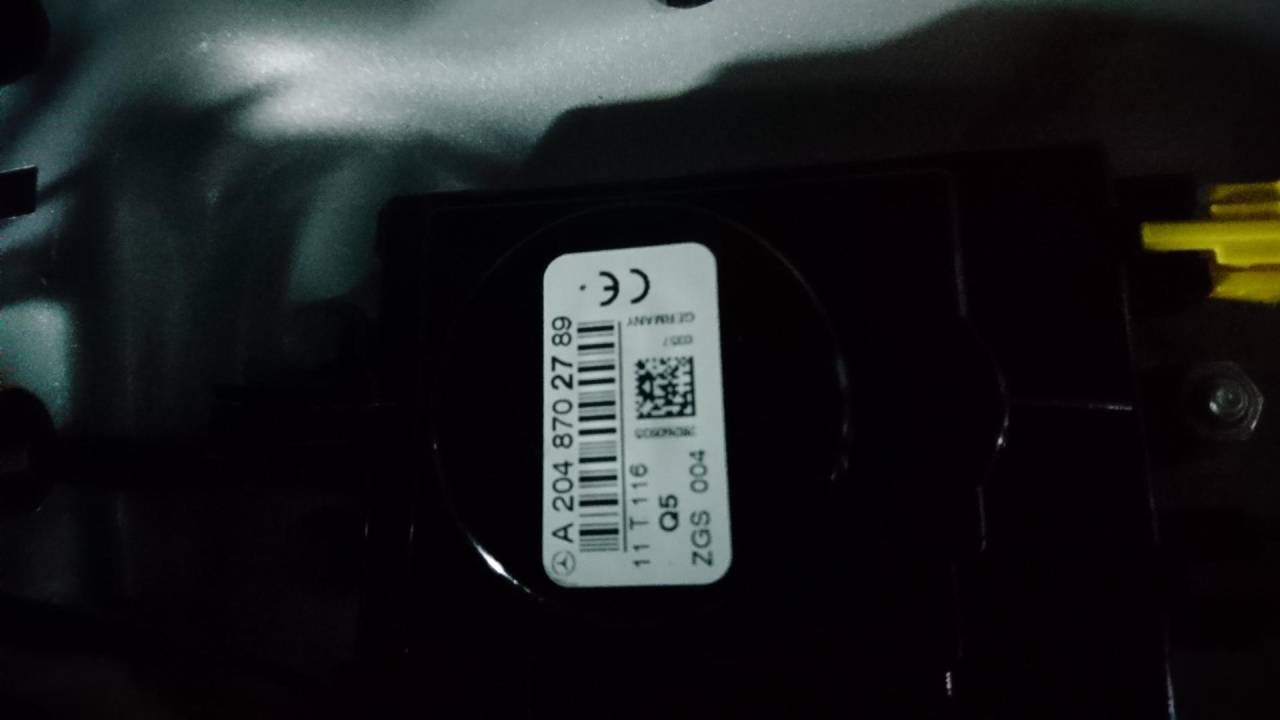 A 204 870 27 89
GERMANY
11 T 116
Q5
ZGS 004
CE